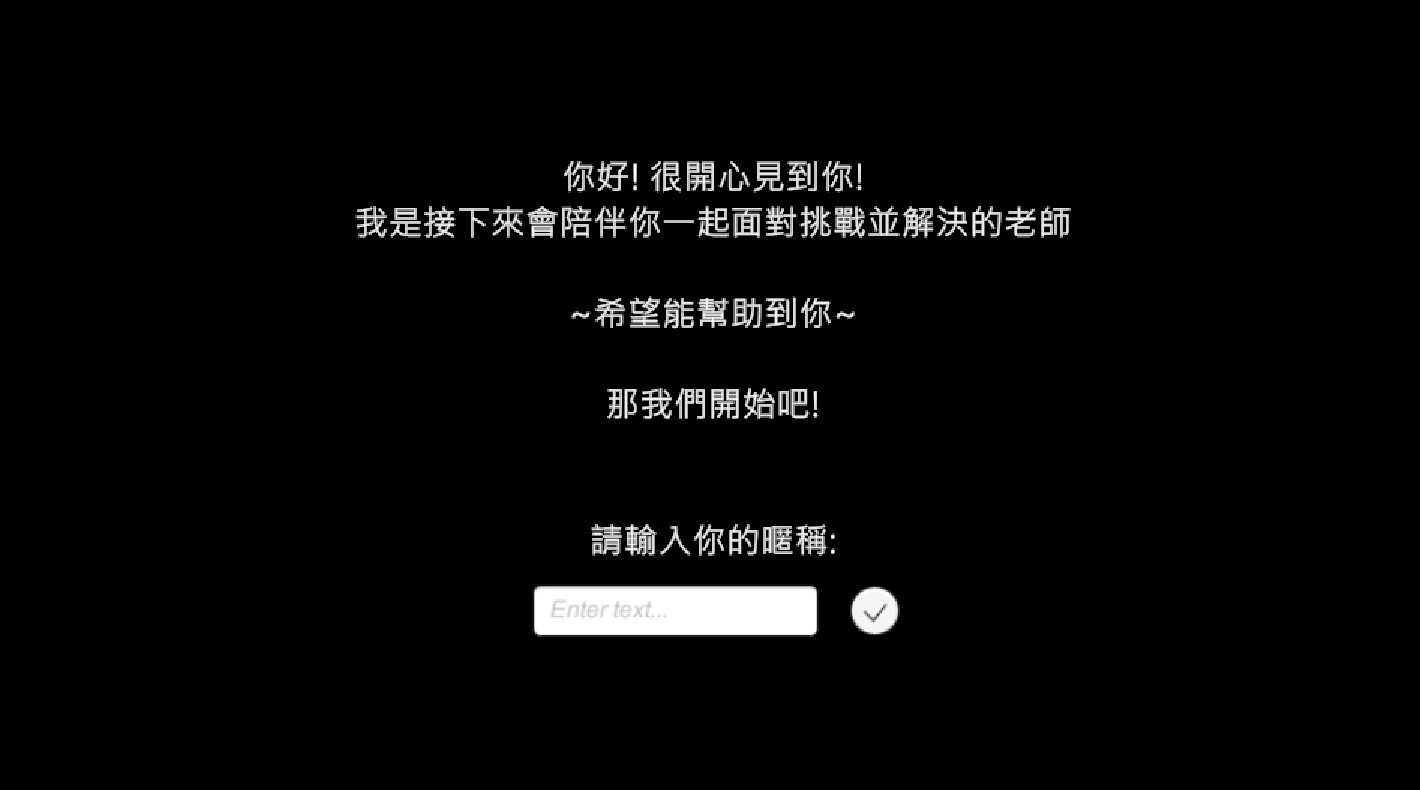 你好! 很開心見到你!
我是接下來會陪伴你一起面對挑戰並解決的老師
~希望能幫助到你~
那我們開始吧!
請輸入你的暱稱:
Enter text...